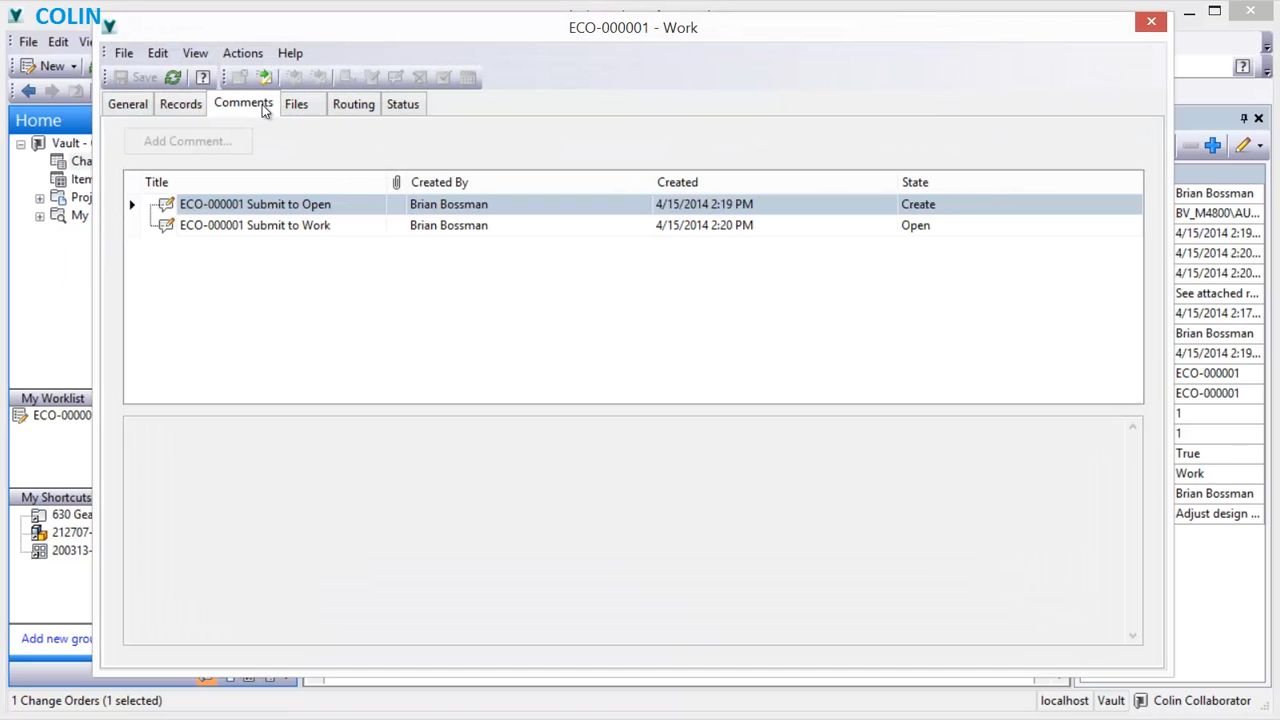 COLIN
ECO-000001 - Work
File Edit
New
Home
Vault -
Cha
Item
Proj
My
File Edit View Actions Help
Save
General Records Comments Files Routing Status
Add Comment...
Title Created By Created State
ECO-000001 Submit to Open Brian Bossman 4/15/2014 2:19 PM Create
ECO-000001 Submit to Work Brian Bossman 4/15/2014 2:20 PM Open
My Worklist
ECO-00000
My Shortcuts
630 Gea
212707-
200313-
Add new grou
Brian Bossman
BV_M4800\AU...
4/15/2014 2:19...
4/15/2014 2:20...
4/15/2014 2:20...
See attached r...
4/15/2014 2:17...
Brian Bossman
4/15/2014 2:19...
ECO-000001
ECO-000001
1
1
True
Work
Brian Bossman
Adjust design ...
1 Change Orders (1 selected)
localhost Vault Colin Collaborator